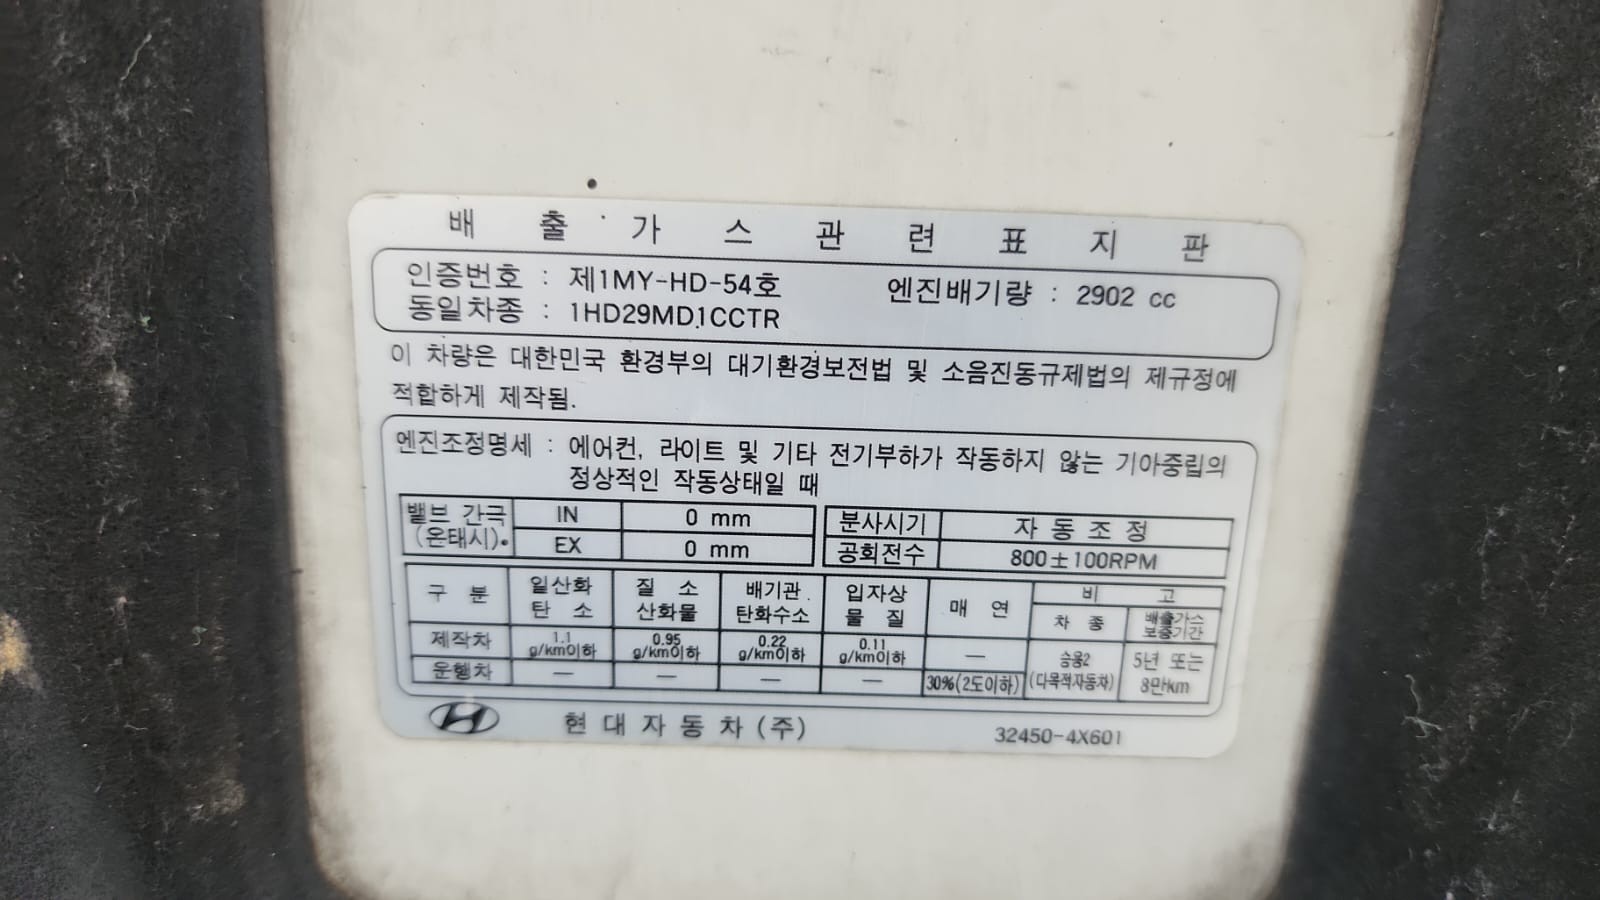 배 출 가 스 관 련 표 지 판
인증번호 : 제1MY-HD-54호 엔진배기량 : 2902 cc
동일차종 : 1HD29MD1CCTR
이 차량은 대한민국 환경부의 대기환경보전법 및 소음진동규제법의 제규정에
적합하게 제작됨.
엔진조정명세 : 에어컨, 라이트 및 기타 전기부하가 작동하지 않는 기아중립의
정상적인 작동상태일 때
밸브 간극 (온태시) IN 0 mm 분사시기 자 동 조 정
EX 0 mm 공회전수 800±100RPM
구 분 일산화 탄 소 질 소 산화물 배기관 탄화수소 입자상 물 질 매 연 비 고
차 종 배출가스 보증기간
제작차 1.1 g/km이하 0.95 g/km이하 0.22 g/km이하 0.11 g/km이하 — 승용2 (다목적자동차) 5년 또는 8만km
운행차 — — — — 30%(2도이하)
현 대 자 동 차 (주) 32450-4X601